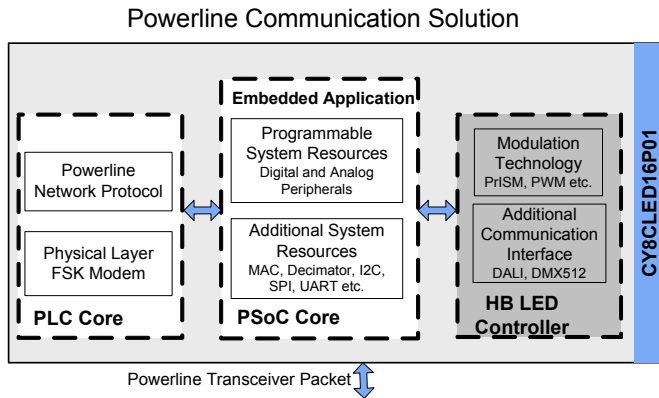 Powerline Communication Solution
Embedded Application
Powerline
Network Protocol
Physical Layer
FSK Modem
PLC Core
Programmable
System Resources
Digital and Analog
Peripherals
Additional System
Resources
MAC, Decimator, I2C,
SPI, UART etc.
PSoC Core
Modulation
Technology
PrISM, PWM etc.
Additional
Communication
Interface
DALI, DMX512
HB LED
Controller
CY8CLED16P01
Powerline Transceiver Packet